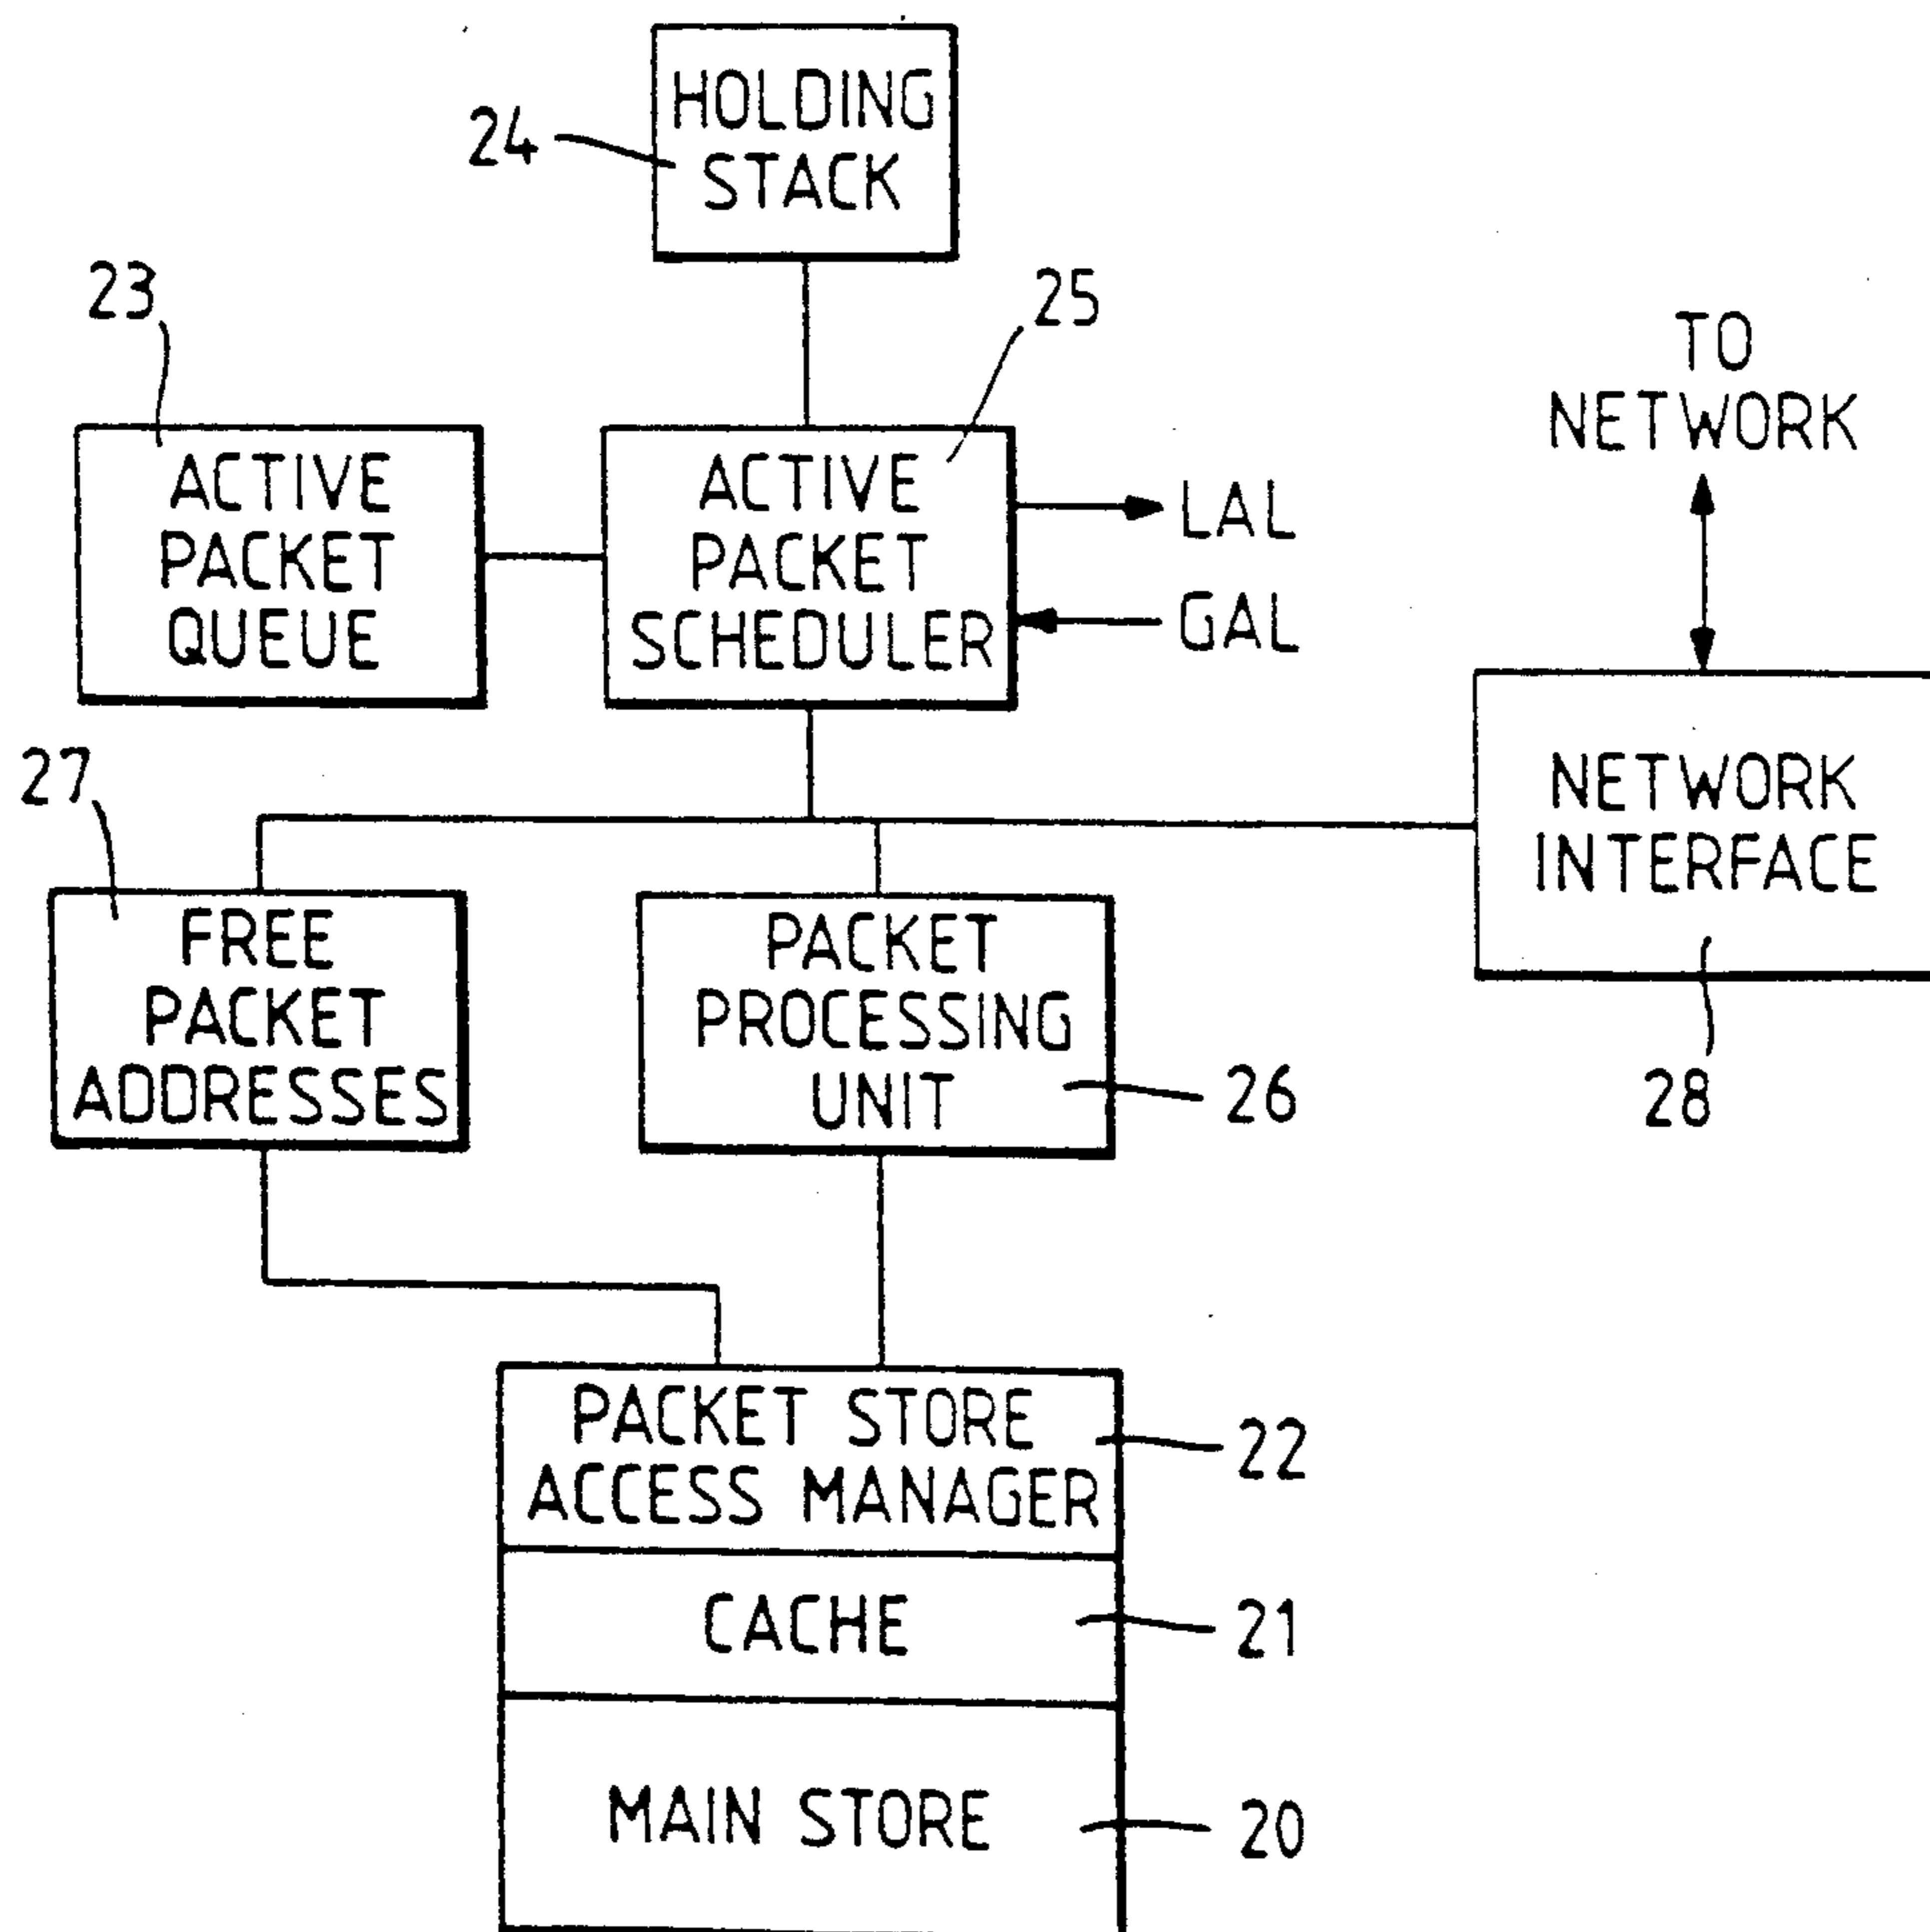 HOLDING
STACK
24
23
25
TO
NETWORK
ACTIVE
PACKET
QUEUE
ACTIVE
PACKET
SCHEDULER
LAL
GAL
27
NETWORK
INTERFACE
28
FREE
PACKET
ADDRESSES
PACKET
PROCESSING
UNIT
26
PACKET STORE
ACCESS MANAGER
22
CACHE
21
MAIN STORE
20